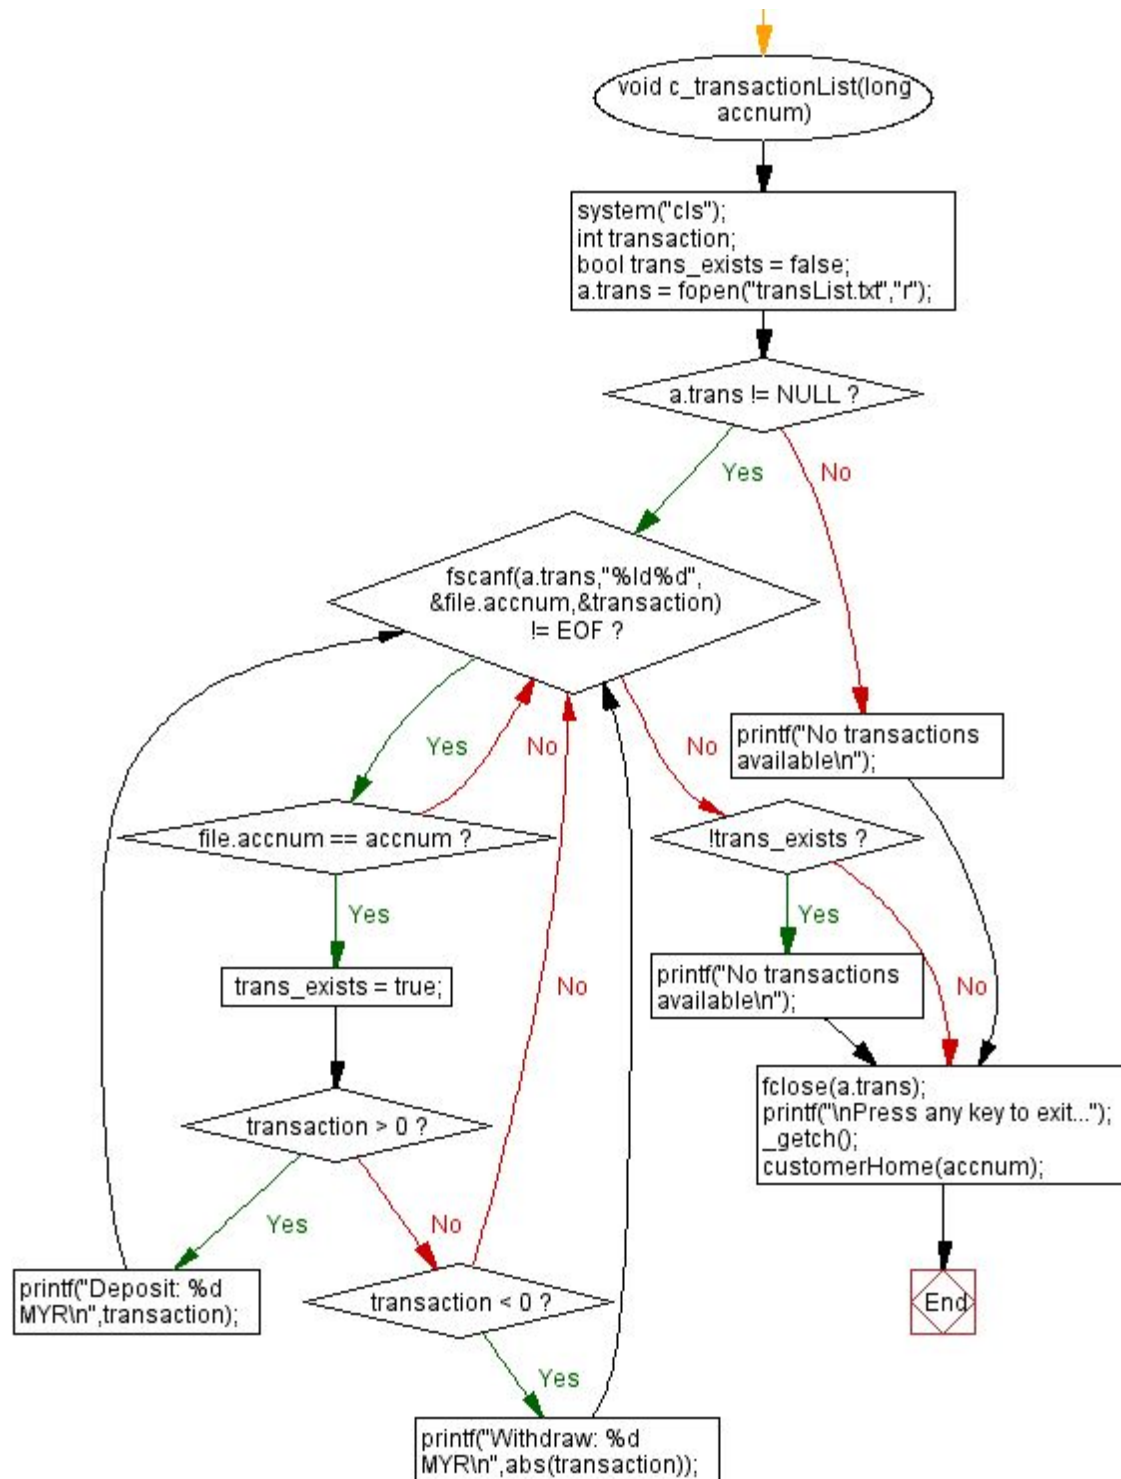 void c_transactionList(long
accnum)
system("cls");
int transaction;
bool trans_exists = false;
a.trans = fopen("transList.txt","r");
a.trans != NULL ?
Yes
No
fscanf(a.trans,"%ld%d",
&file.accnum,&transaction)
!= EOF ?
Yes
No
No
printf("No transactions
available\n");
file.accnum == accnum ?
!trans_exists ?
Yes
Yes
No
No
trans_exists = true;
printf("No transactions
available\n");
fclose(a.trans);
printf("\nPress any key to exit...");
_getch();
customerHome(accnum);
transaction > 0 ?
Yes
No
printf("Deposit: %d
MYR\n",transaction);
transaction < 0 ?
End
Yes
printf("Withdraw: %d
MYR\n",abs(transaction));